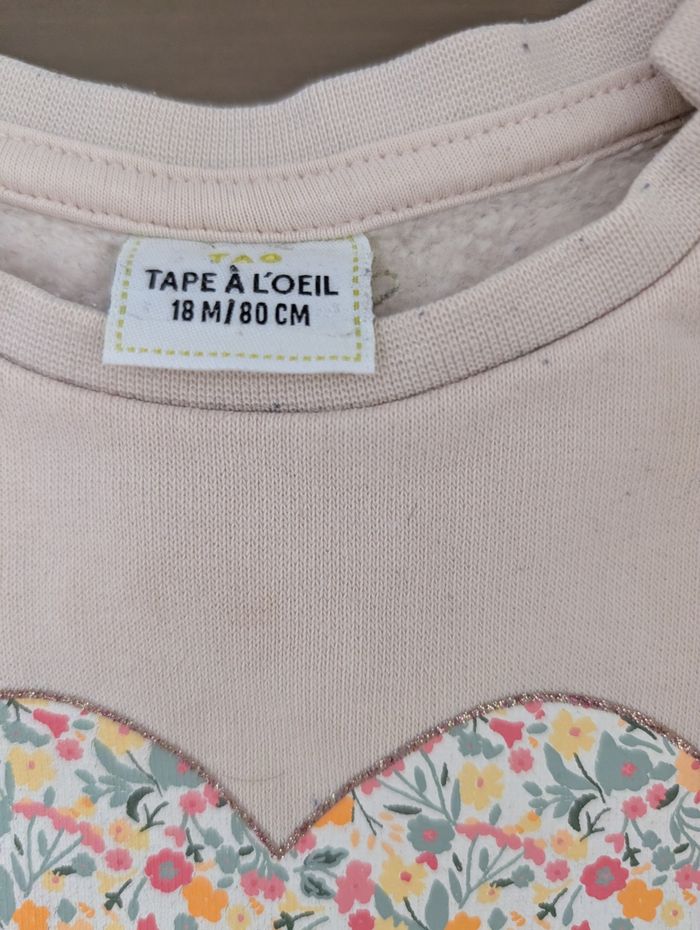 TAO
TAPE À L'OEIL
18 M/80 CM